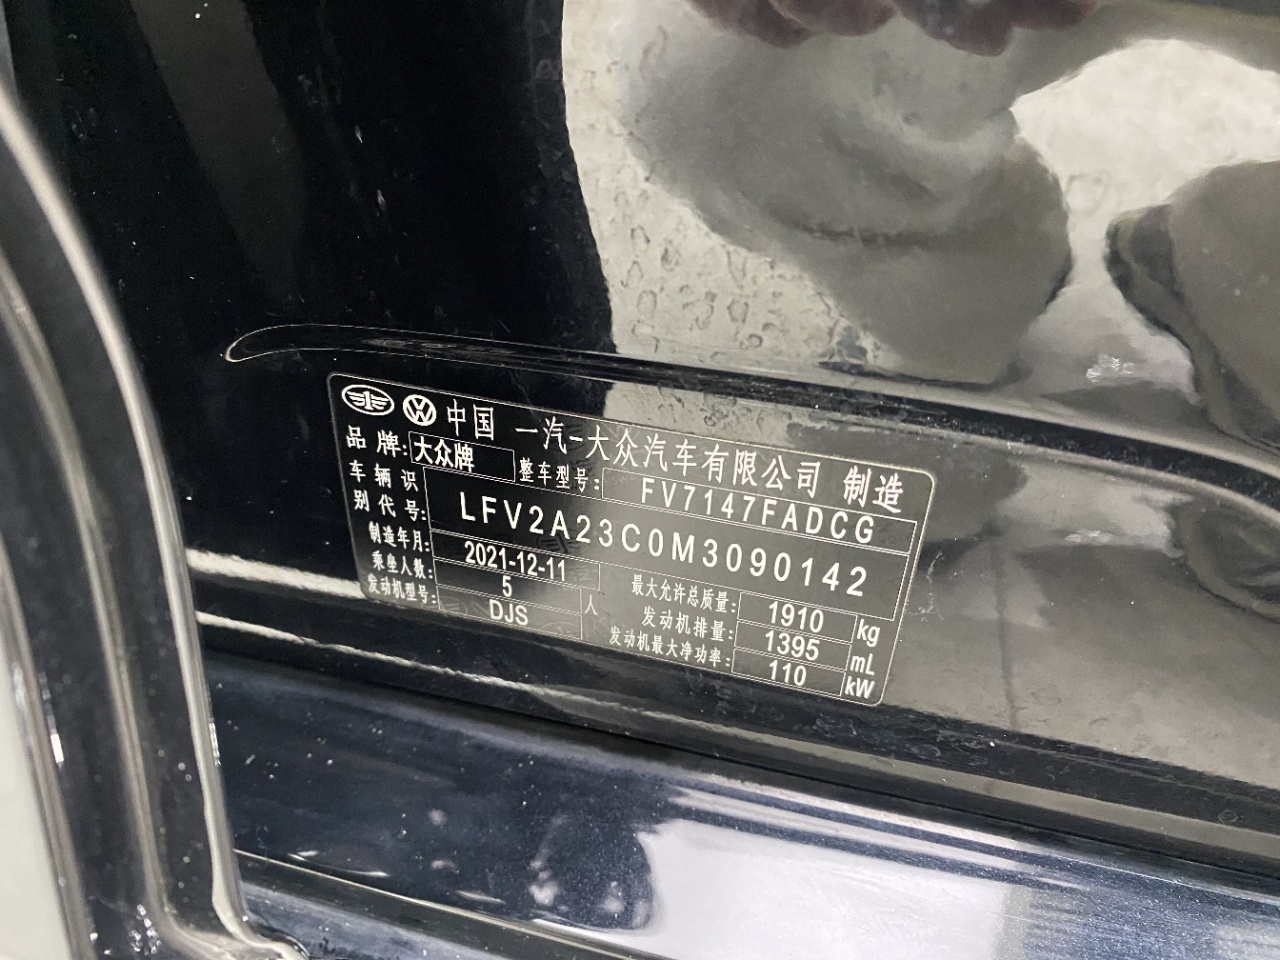 中国 一汽-大众汽车有限公司 制造
品牌: 大众牌 整车型号: FV7147FADCG
车辆识别代号: LFV2A23C0M3090142
制造年月: 2021-12-11 最大允许总质量: 1910 kg
乘坐人数: 5 人 发动机排量: 1395 mL
发动机型号: DJS 发动机最大净功率: 110 kW